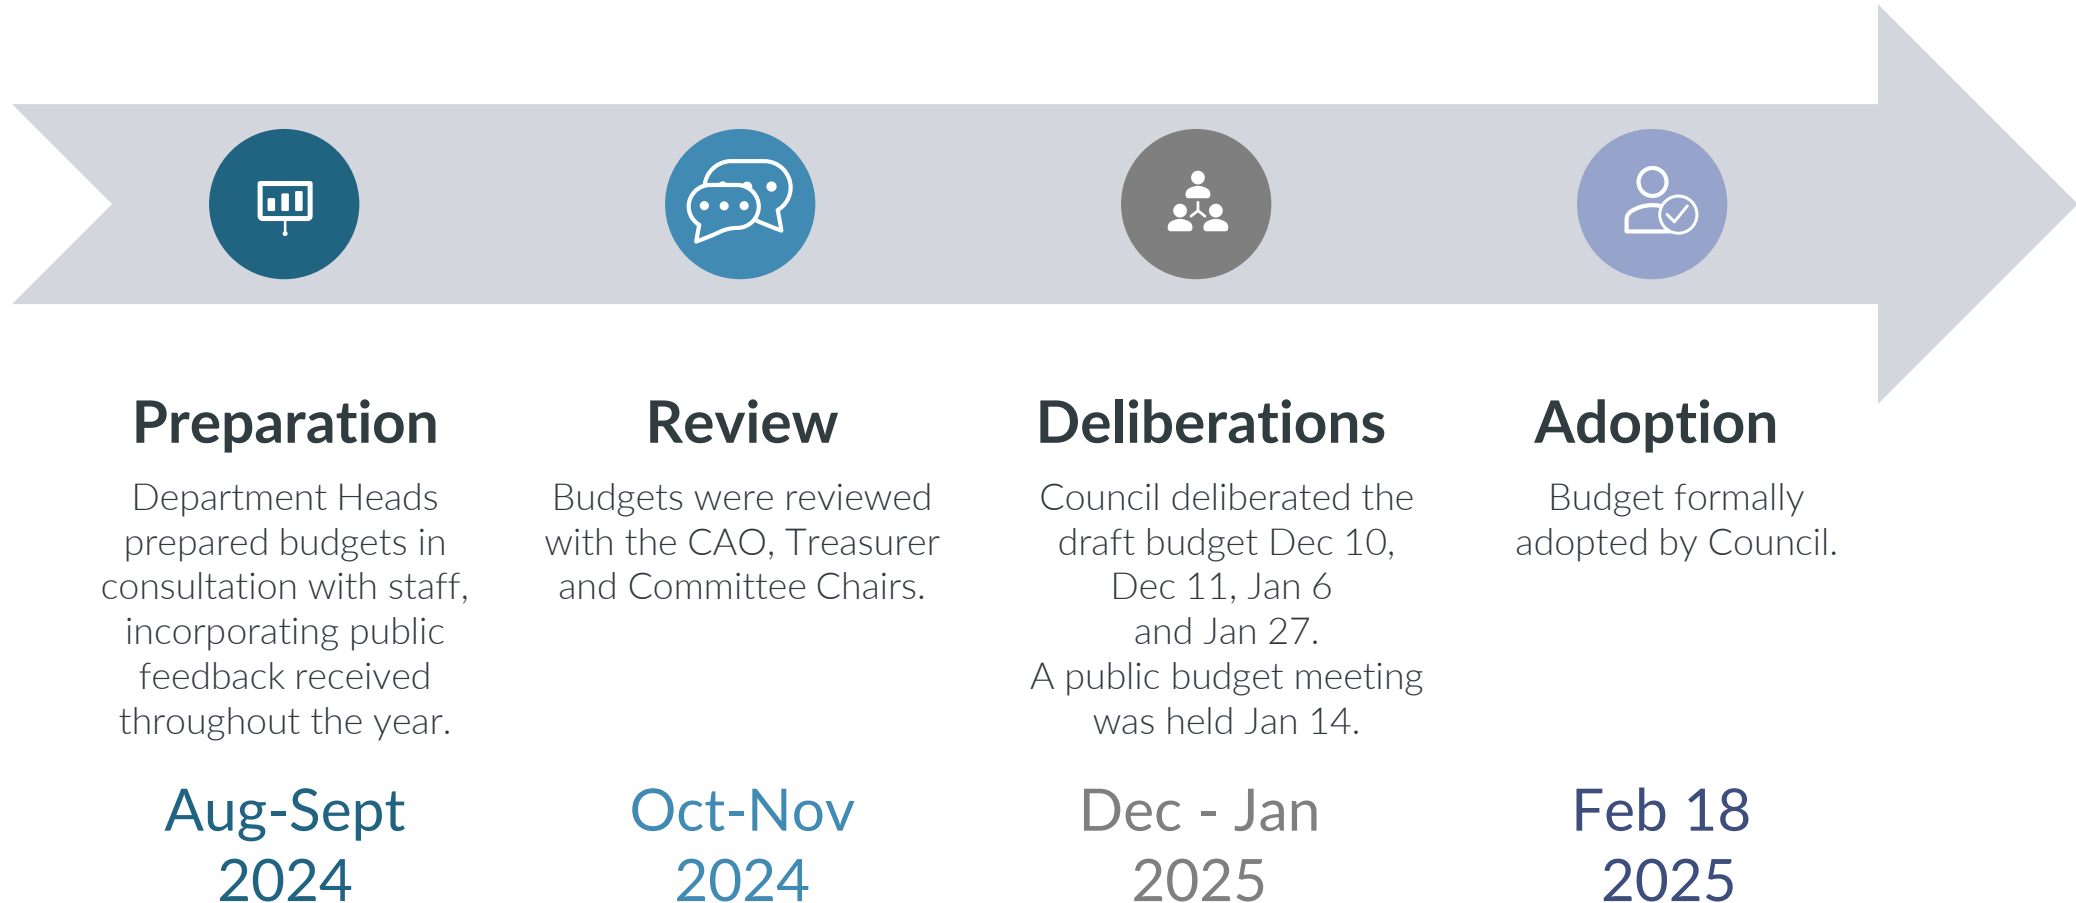 Preparation
Department Heads
prepared budgets in
consultation with staff,
incorporating public
feedback received
throughout the year.
Aug-Sept
2024
Review
Budgets were reviewed
with the CAO, Treasurer
and Committee Chairs.
Oct-Nov
2024
Deliberations
Council deliberated the
draft budget Dec 10,
Dec 11, Jan 6
and Jan 27.
A public budget meeting
was held Jan 14.
Dec - Jan
2025
Adoption
Budget formally
adopted by Council.
Feb 18
2025